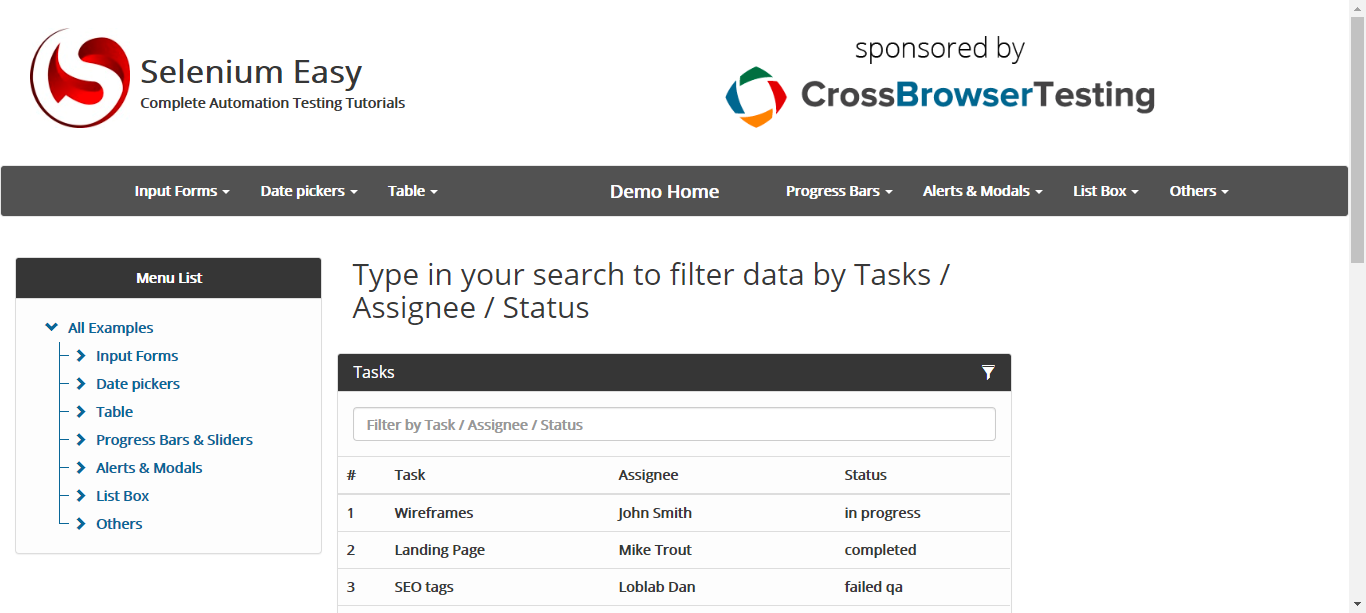 Selenium Easy
Complete Automation Testing Tutorials
sponsored by
CrossBrowserTesting
Input Forms Date pickers Table Demo Home Progress Bars Alerts & Modals List Box Others
Menu List
All Examples
Input Forms
Date pickers
Table
Progress Bars & Sliders
Alerts & Modals
List Box
Others
Type in your search to filter data by Tasks /
Assignee / Status
Tasks
Filter by Task / Assignee / Status
# Task Assignee Status
1 Wireframes John Smith in progress
2 Landing Page Mike Trout completed
3 SEO tags Loblab Dan failed qa